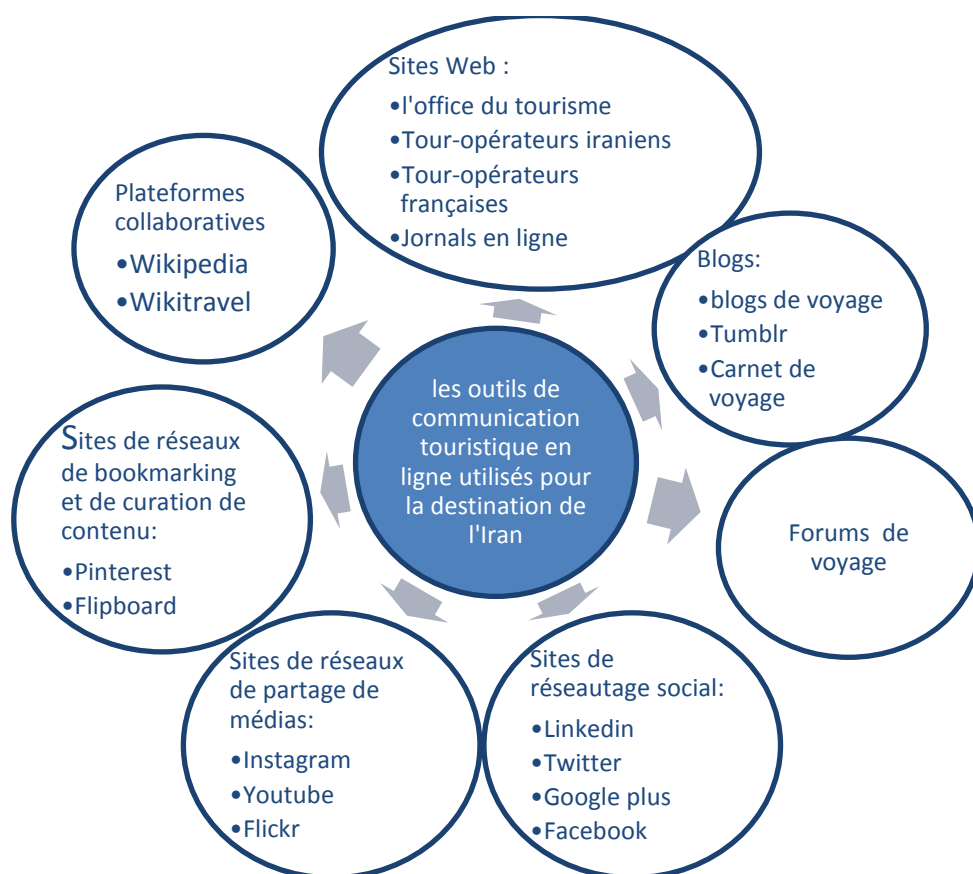 Sites Web :
•l'office du tourisme
•Tour-opérateurs iraniens
•Tour-opérateurs
françaises
•Jornals en ligne
Blogs:
•blogs de voyage
•Tumblr
•Carnet de
voyage
Forums de
voyage
Sites de
réseautage social:
•Linkedin
•Twitter
•Google plus
•Facebook
Sites de réseaux
de partage de
médias:
•Instagram
•Youtube
•Flickr
Sites de réseaux
de bookmarking
et de curation de
contenu:
•Pinterest
•Flipboard
Plateformes
collaboratives
•Wikipedia
•Wikitravel
les outils de
communication
touristique en
ligne utilisés pour
la destination de
l'Iran